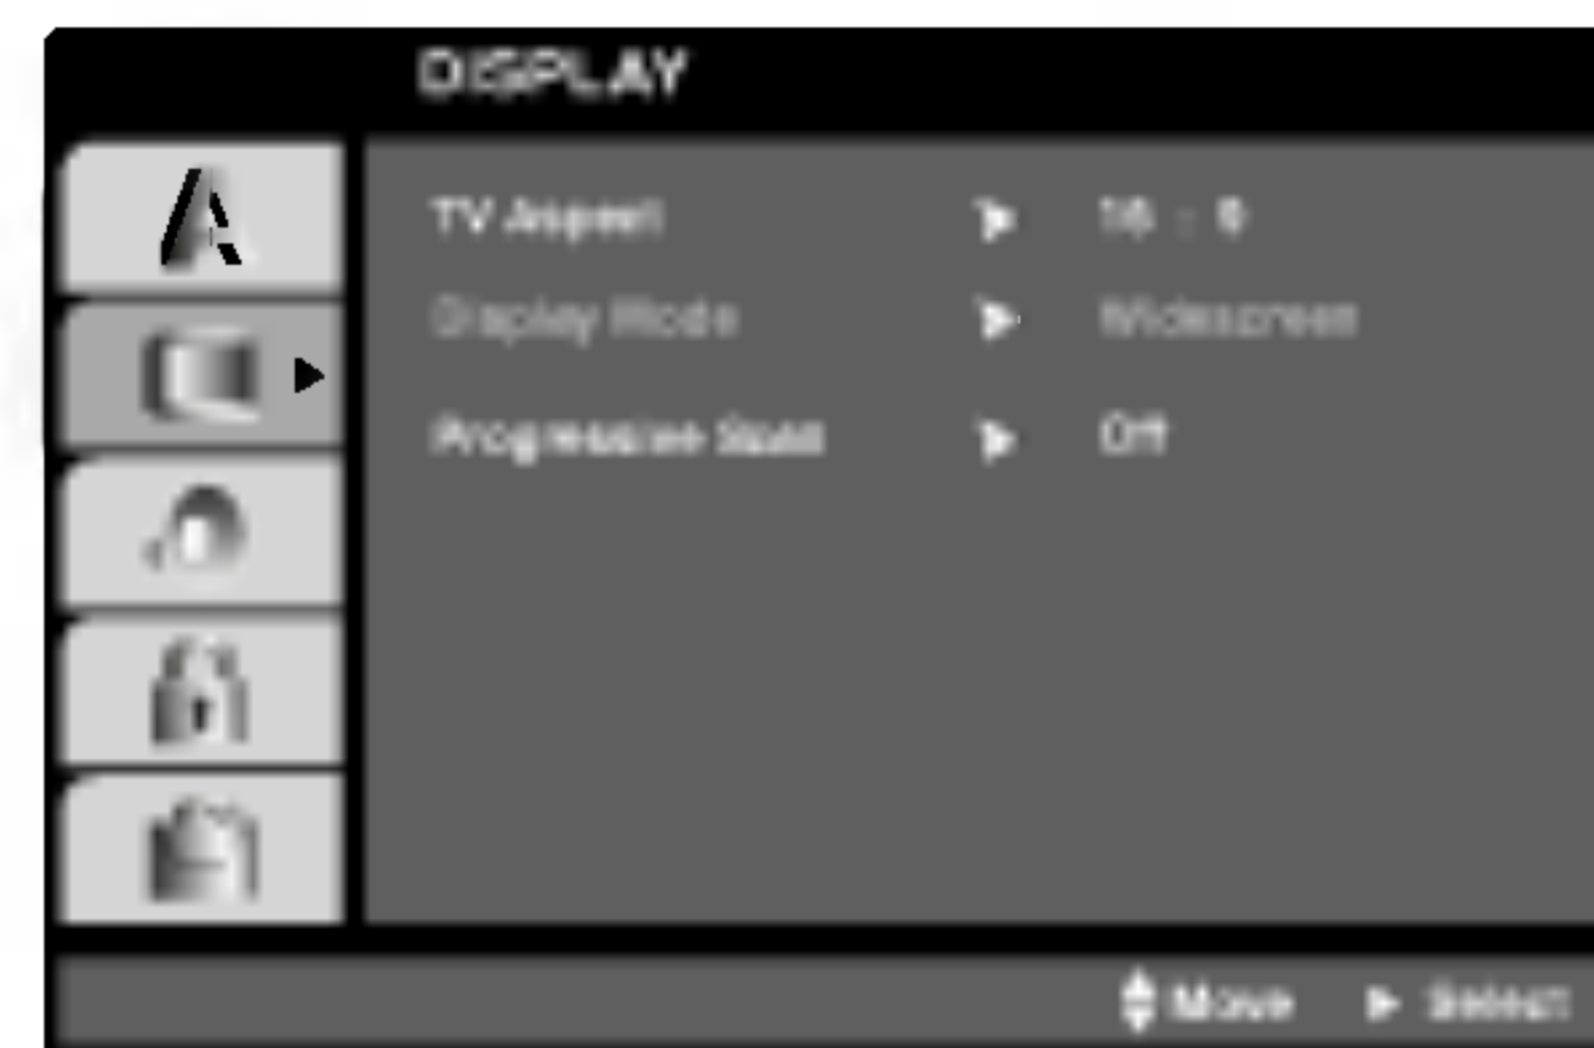 DISPLAY
TV Aspect 16 : 9
Display Mode Widescreen
Progressive Scan Off
Move Select